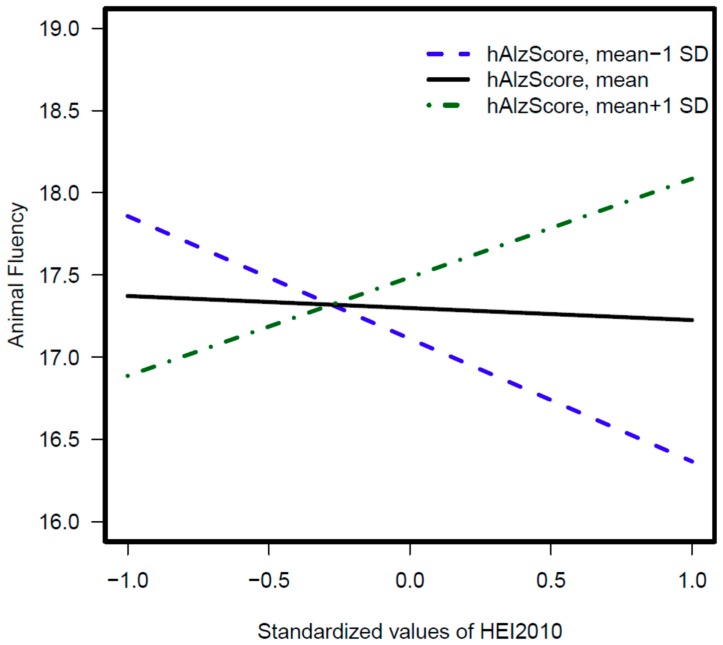 19.0
18.5
18.0
17.5
17.0
16.5
16.0
Animal Fluency
hAlzScore, mean−1 SD
hAlzScore, mean
hAlzScore, mean+1 SD
−1.0 −0.5 0.0 0.5 1.0
Standardized values of HEI2010